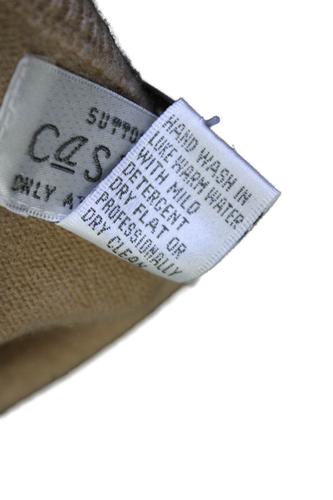 SUTTO
CaS
ONLY AT
HAND WASH IN
LUKE WARM WATER
WITH MILD
DETERGENT
DRY FLAT OR
PROFESSIONALLY
DRY CLEAN